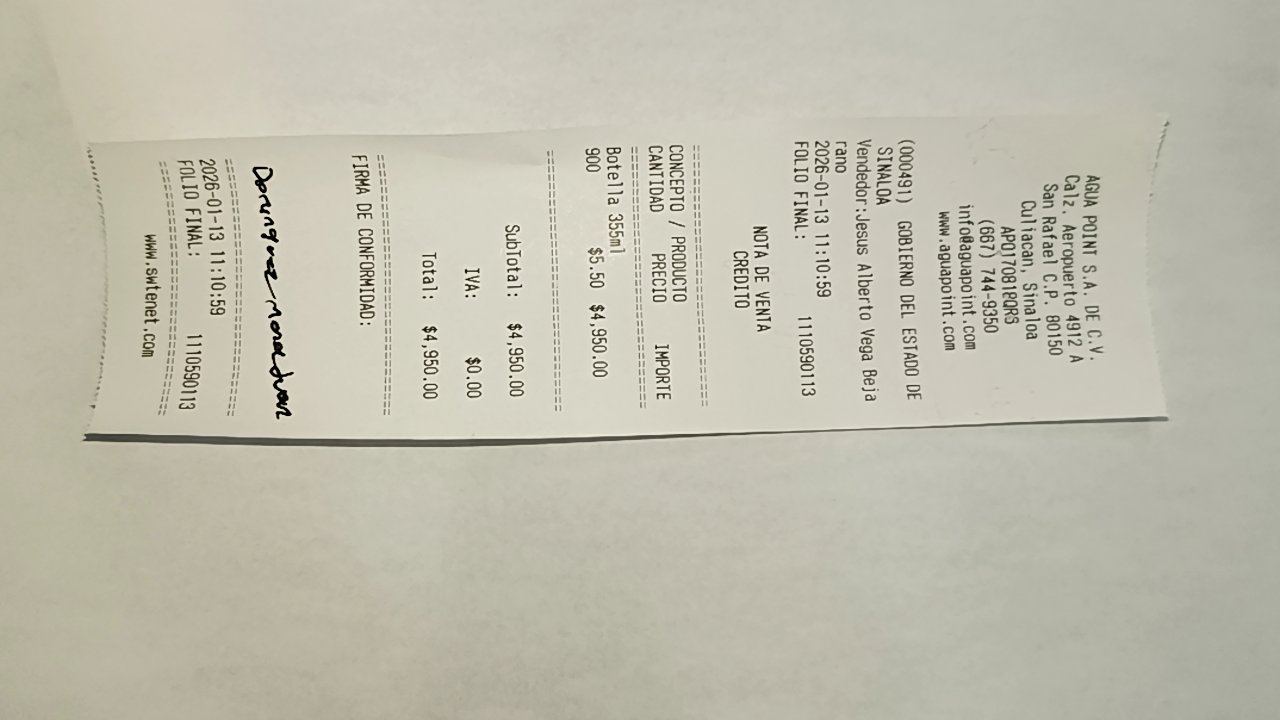 AGUA POINT S.A. DE C.V.
Calz. Aeropuerto 4912 A
San Rafael C.P. 80150
Culiacan, Sinaloa
APO170818QRS
(667) 744-9350
info@aguapoint.com
www.aguapoint.com
(000491) GOBIERNO DEL ESTADO DE
SINALOA
Vendedor:Jesus Alberto Vega Beja
rano
2026-01-13 11:10:59
FOLIO FINAL: 1110590113
NOTA DE VENTA
CREDITO
================================
CONCEPTO / PRODUCTO
CANTIDAD PRECIO IMPORTE
================================
Botella 355ml
900 $5.50 $4,950.00
================================
SubTotal: $4,950.00
IVA: $0.00
Total: $4,950.00
================================
FIRMA DE CONFORMIDAD:
Dominguez
================================
2026-01-13 11:10:59
FOLIO FINAL: 1110590113
================================
www.swtenet.com